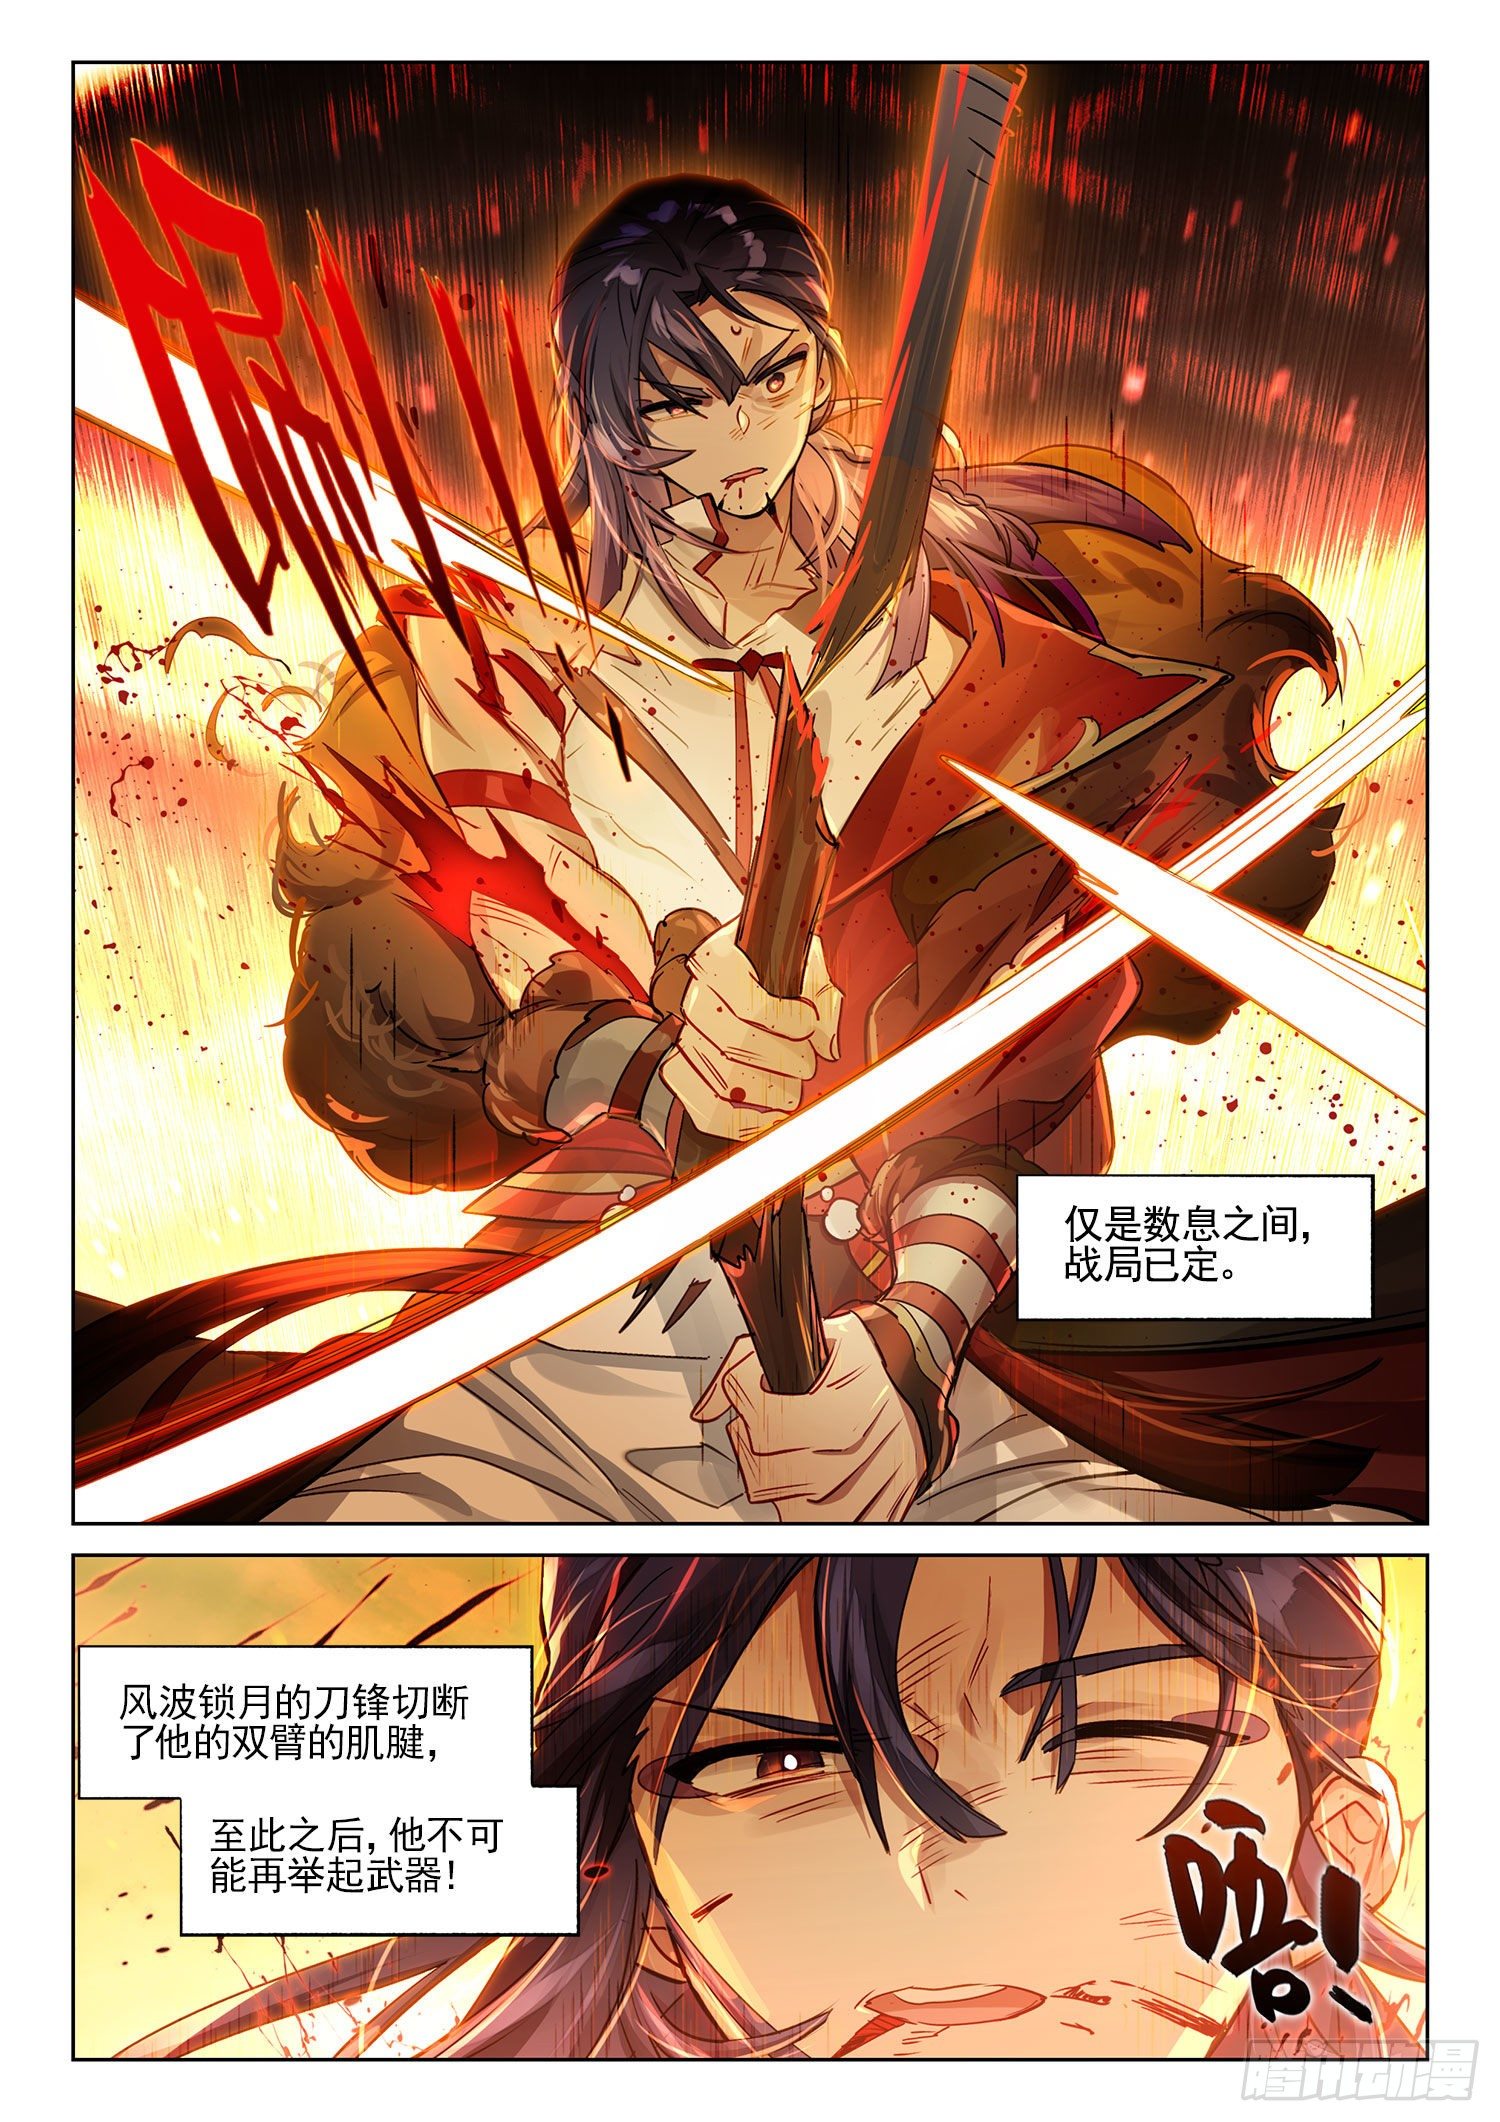 仅是数息之间，
战局已定。
风波锁月的刀锋切断
了他的双臂的肌腱，
至此之后，他不可
能再举起武器！
唔！
腾讯动漫